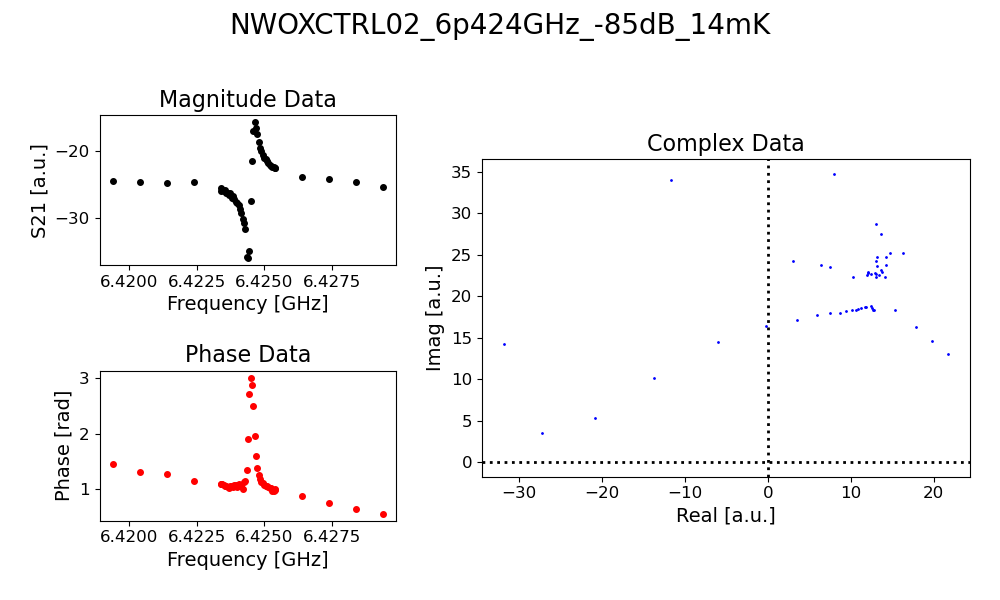 NWOXCTRL02_6p424GHz_-85dB_14mK
Magnitude Data
S21 [a.u.]
−20
−30
6.4200 6.4225 6.4250 6.4275
Frequency [GHz]
Phase Data
Phase [rad]
3
2
1
6.4200 6.4225 6.4250 6.4275
Frequency [GHz]
Complex Data
Imag [a.u.]
35
30
25
20
15
10
5
0
−30 −20 −10 0 10 20
Real [a.u.]